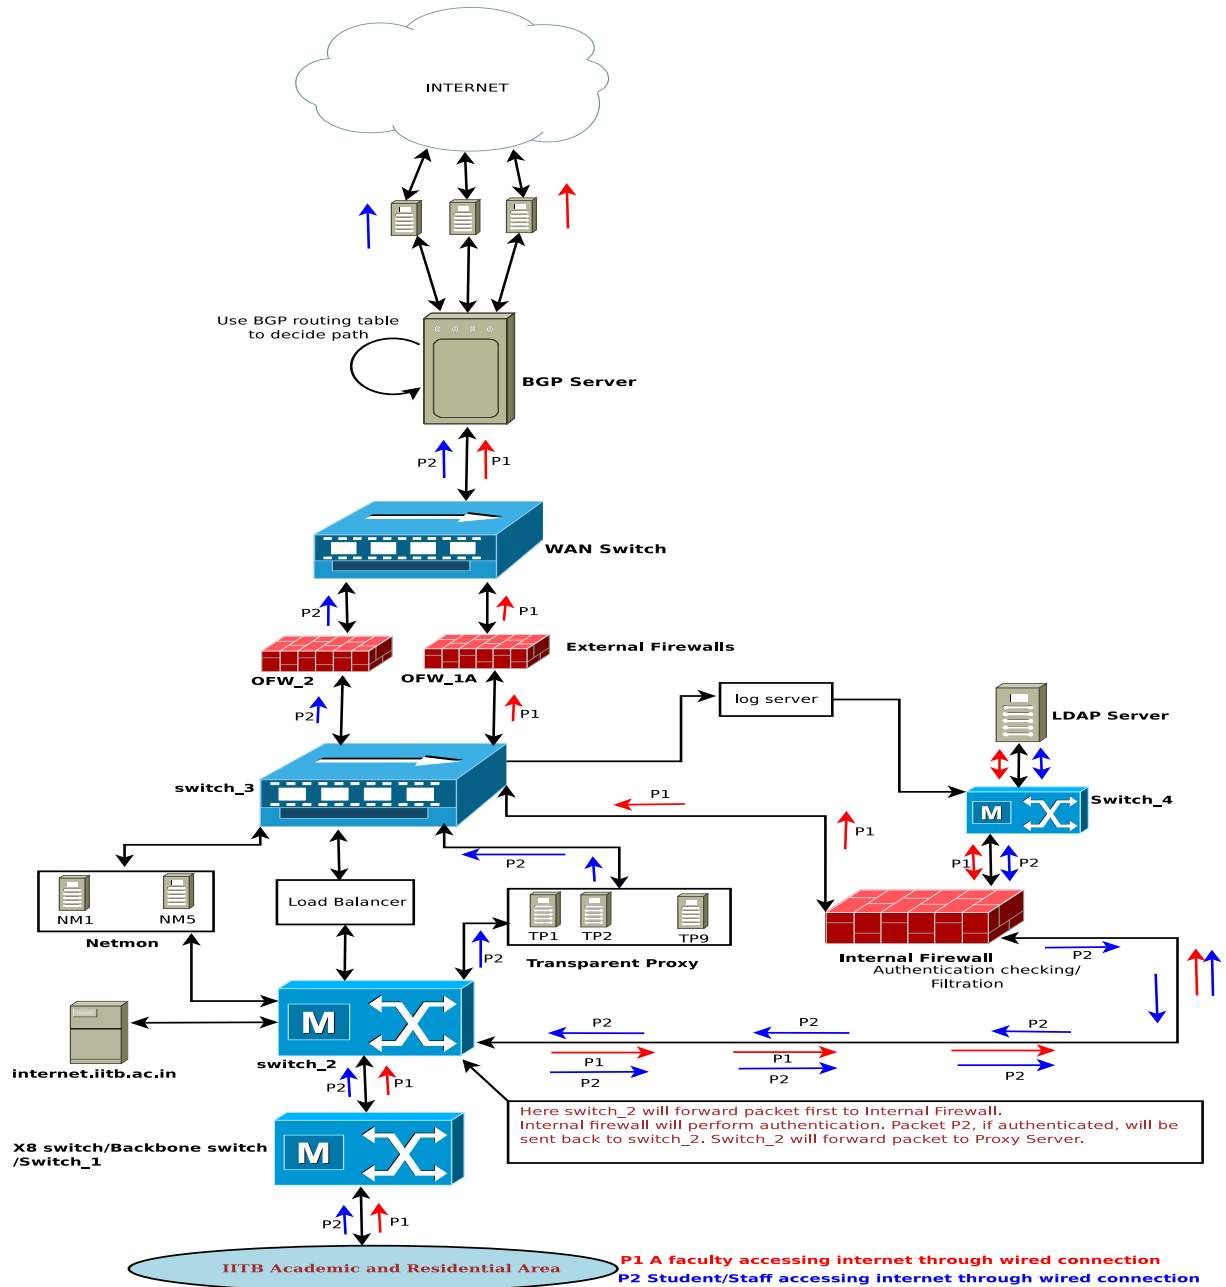 INTERNET
Use BGP routing table
to decide path
BGP Server
P2
P1
WAN Switch
P2
P1
External Firewalls
OFW_2
OFW_1A
P2
P1
log server
LDAP Server
switch_3
P1
Switch_4
P1
P2
P1
P2
Load Balancer
NM1
NM5
Netmon
TP1
TP2
TP9
Transparent Proxy
P2
Internal Firewall
Authentication checking/
Filtration
P2
P2
P2
P2
P1
P1
P2
P2
P2
internet.iitb.ac.in
switch_2
P2
P1
Here switch_2 will forward packet first to Internal Firewall.
Internal firewall will perform authentication. Packet P2, if authenticated, will be
sent back to switch_2. Switch_2 will forward packet to Proxy Server.
X8 switch/Backbone switch
/Switch_1
M
M
M
P2
P1
IITB Academic and Residential Area
P1 A faculty accessing internet through wired connection
P2 Student/Staff accessing internet through wired connection